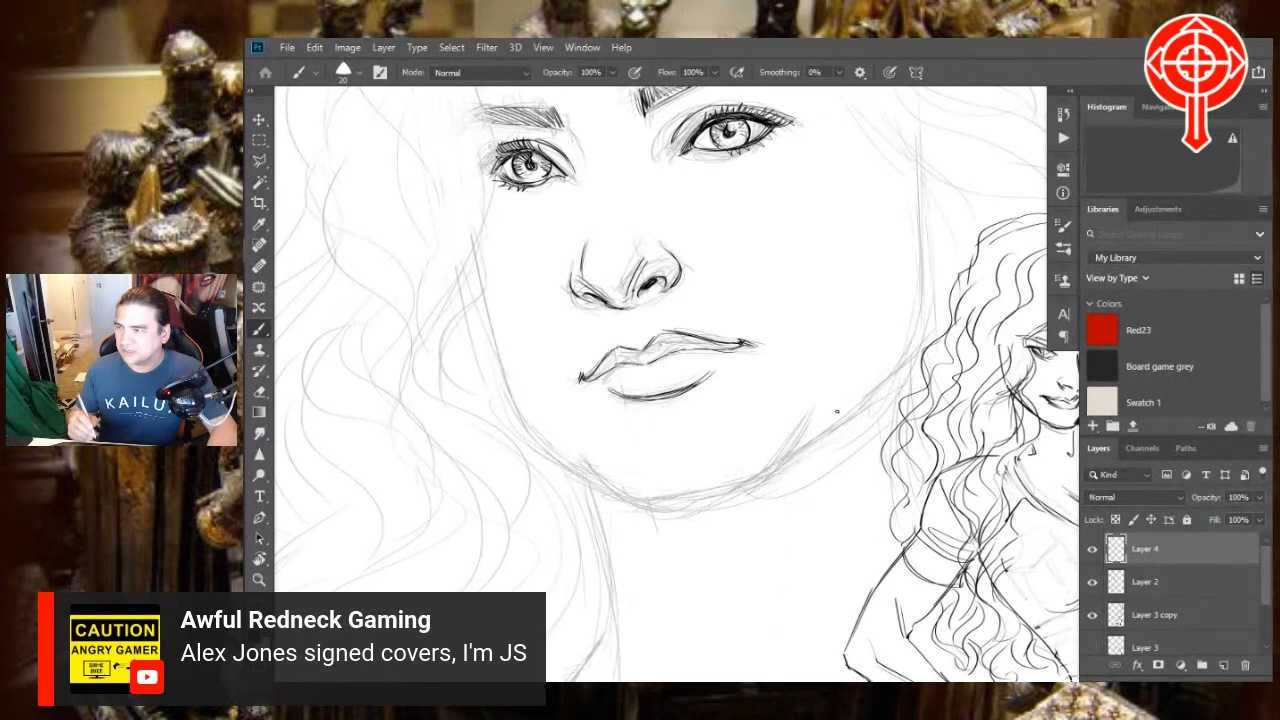 Ps File Edit Image Layer Type Select Filter 3D View Window Help
20 Mode: Normal Opacity: 100% Flow: 100% Smoothing: 0%
Histogram
Libraries Adjustments
My Library
View by Type
Colors
Red23
Board game grey
Swatch 1
-- KB
Layers Channels Paths
Kind
Normal Opacity: 100%
Lock: Fill: 100%
Layer 4
Layer 2
Layer 3 copy
Layer 3
CAUTION
ANGRY GAMER
Awful Redneck Gaming
Alex Jones signed covers, I'm JS